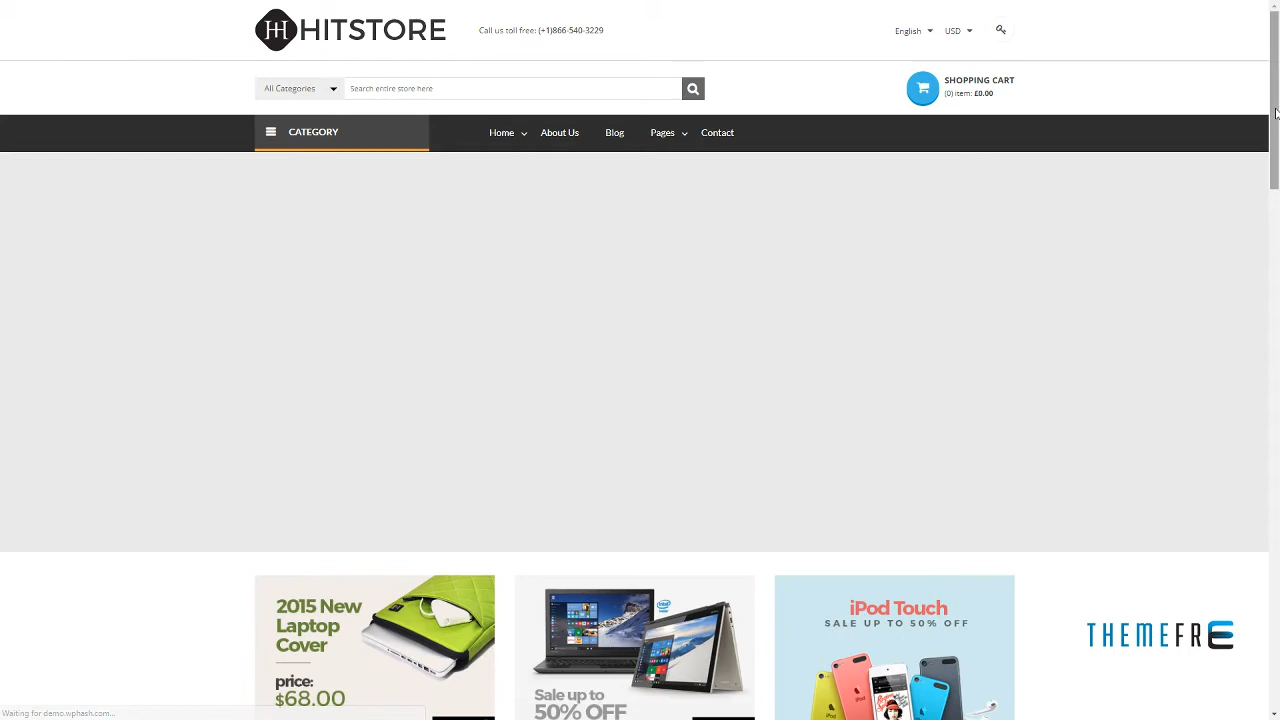 HITSTORE
Call us toll free: (+1)866-540-3229
English
USD
All Categories
Search entire store here
SHOPPING CART
(0) item: £0.00
CATEGORY
Home
About Us
Blog
Pages
Contact
2015 New
Laptop
Cover
price:
$68.00
Sale up to
50% OFF
iPod Touch
SALE UP TO 50% OFF
THEMEFRE
Waiting for demo.wphash.com...